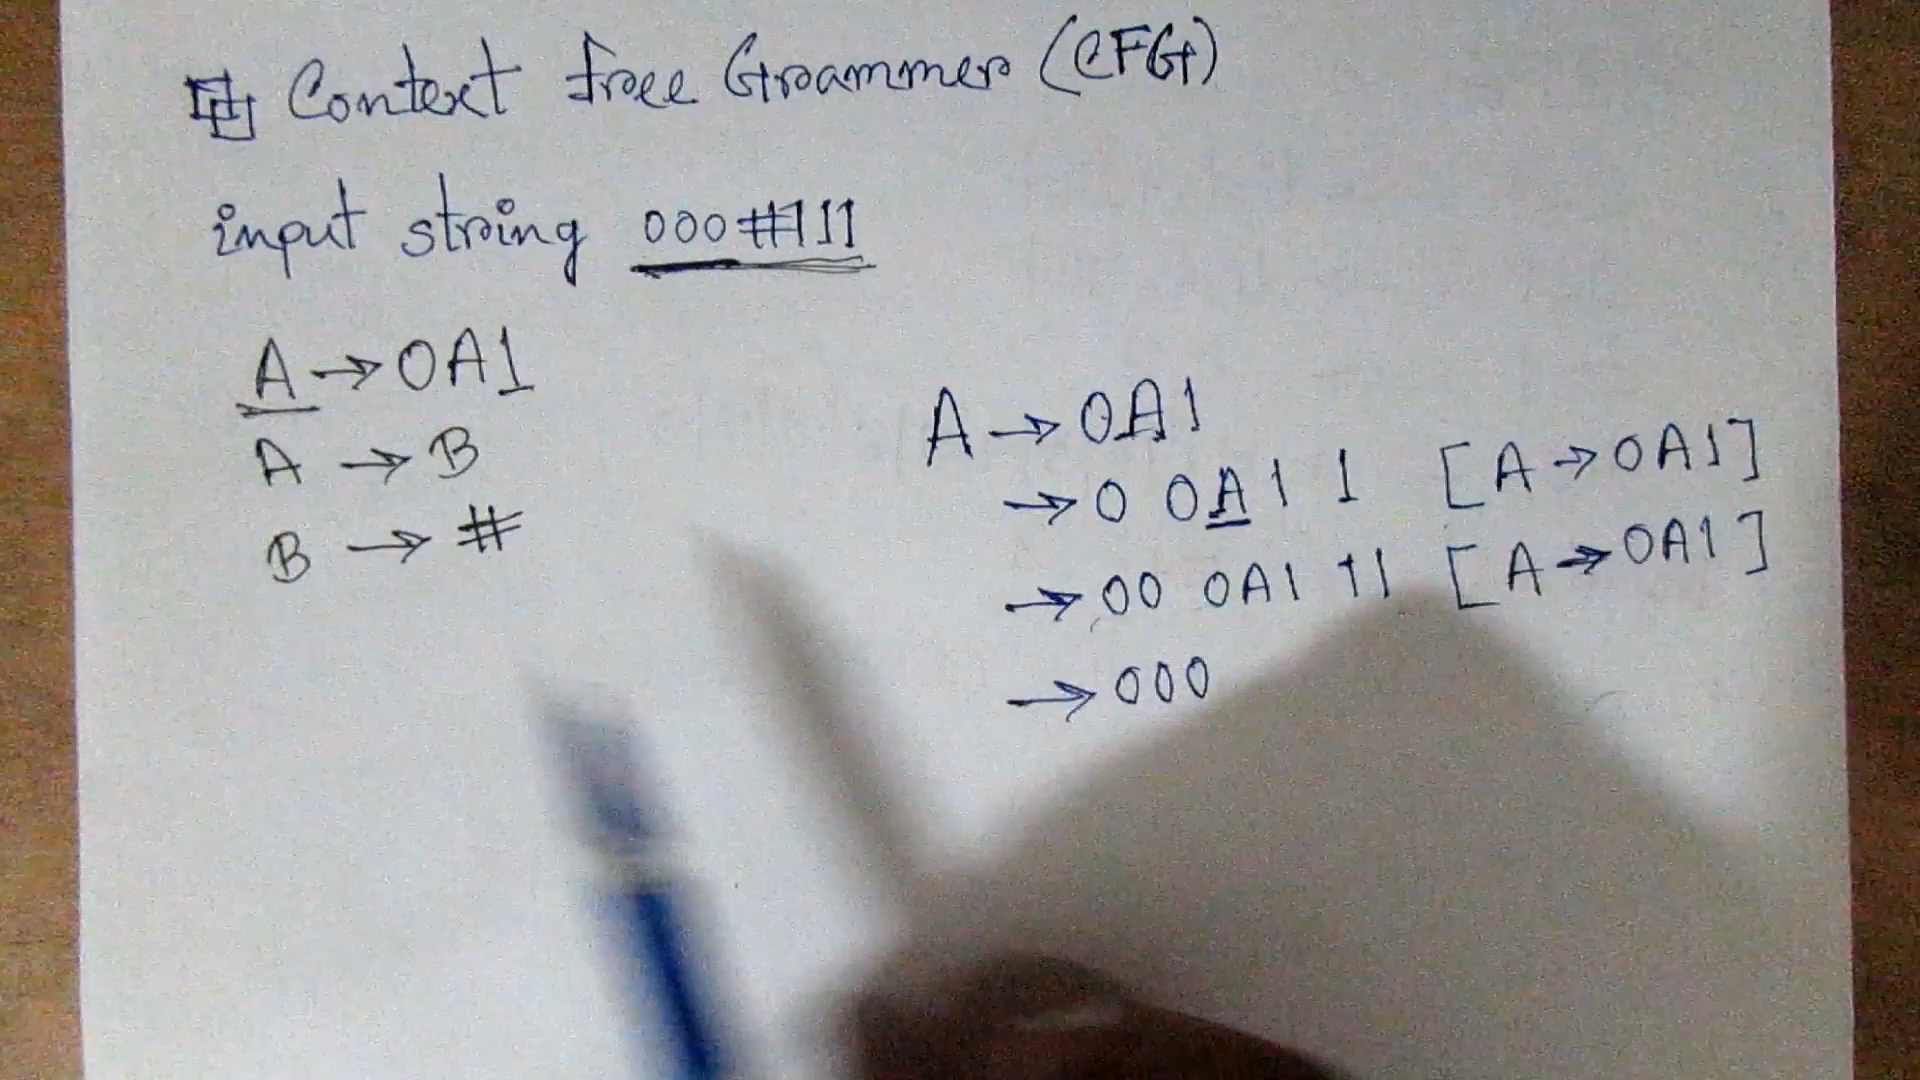 Context free Grammer (CFG)
input string 000#111
A → 0A1
A → B
B → #
A → 0A1
→ 0 0A1 1 [A → 0A1]
→ 00 0A1 11 [A → 0A1]
→ 000